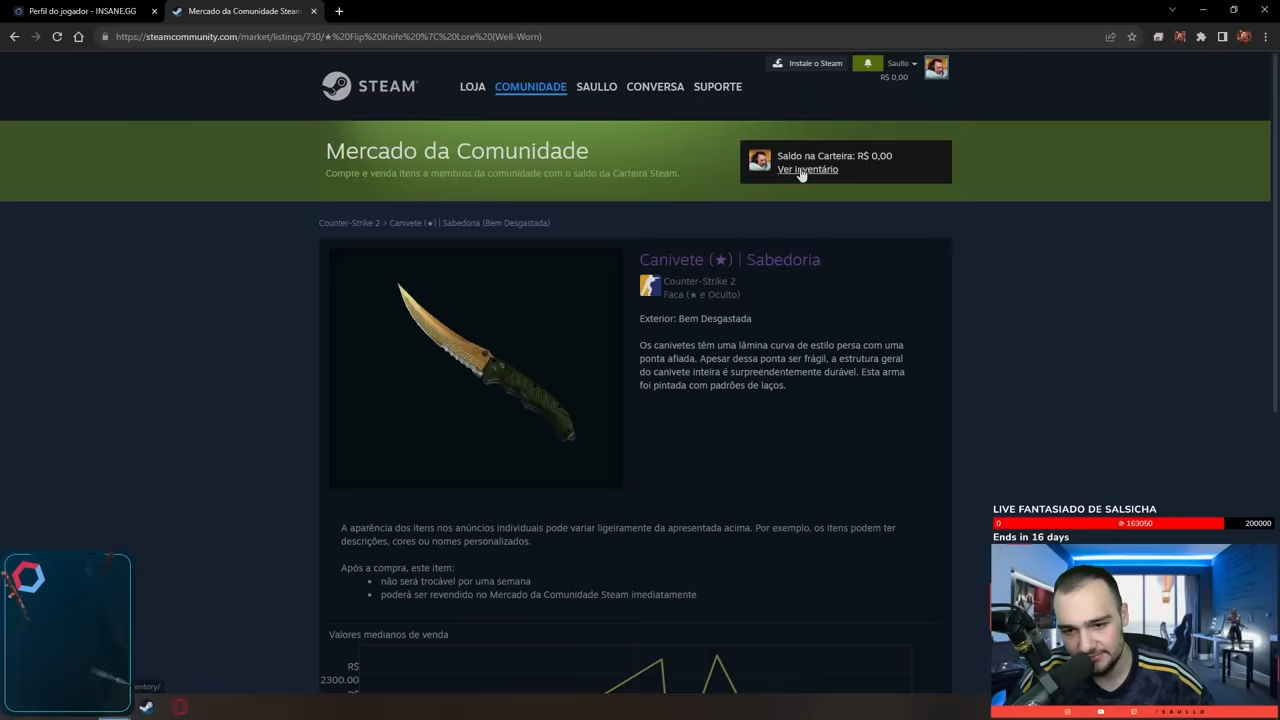 Perfil do jogador - INSANE.GG
Mercado da Comunidade Steam
https://steamcommunity.com/market/listings/730/★%20Flip%20Knife%20%7C%20Lore%20(Well-Worn)
Instale o Steam
Saullo
R$ 0,00
STEAM
LOJA COMUNIDADE SAULLO CONVERSA SUPORTE
Mercado da Comunidade
Compre e venda itens a membros da comunidade com o saldo da Carteira Steam.
Saldo na Carteira: R$ 0,00
Ver inventário
Counter-Strike 2 > Canivete (★) | Sabedoria (Bem Desgastada)
Canivete (★) | Sabedoria
Counter-Strike 2
Faca (★ e Oculto)
Exterior: Bem Desgastada
Os canivetes têm uma lâmina curva de estilo persa com uma
ponta afiada. Apesar dessa ponta ser frágil, a estrutura geral
do canivete inteira é surpreendentemente durável. Esta arma
foi pintada com padrões de laços.
A aparência dos itens nos anúncios individuais pode variar ligeiramente da apresentada acima. Por exemplo, os itens podem ter
descrições, cores ou nomes personalizados.
Após a compra, este item:
não será trocável por uma semana
poderá ser revendido no Mercado da Comunidade Steam imediatamente
Valores medianos de venda
R$
2300.00
R$
entory/
LIVE FANTASIADO DE SALSICHA
0 163050 200000
Ends in 16 days
SAULLO